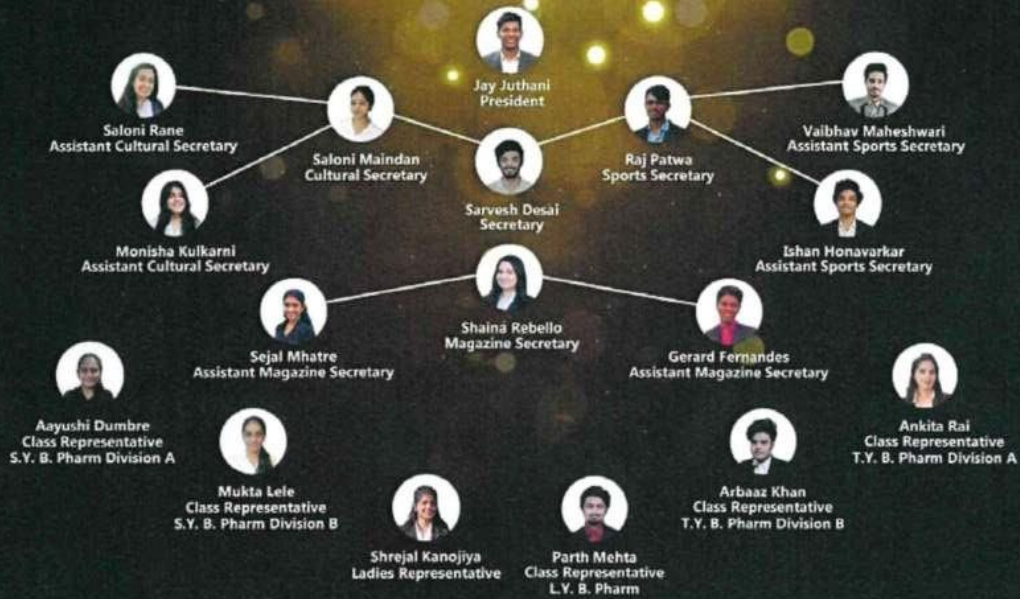 Jay Juthani
President
Saloni Rane
Assistant Cultural Secretary
Saloni Maindan
Cultural Secretary
Raj Patwa
Sports Secretary
Vaibhav Maheshwari
Assistant Sports Secretary
Sarvesh Desai
Secretary
Monisha Kulkarni
Assistant Cultural Secretary
Ishan Honavarkar
Assistant Sports Secretary
Shaina Rebello
Magazine Secretary
Sejal Mhatre
Assistant Magazine Secretary
Gerard Fernandes
Assistant Magazine Secretary
Aayushi Dumbre
Class Representative
S.Y. B. Pharm Division A
Ankita Rai
Class Representative
T.Y. B. Pharm Division A
Mukta Lele
Class Representative
S.Y. B. Pharm Division B
Arbaaz Khan
Class Representative
T.Y. B. Pharm Division B
Shrejal Kanojiya
Ladies Representative
Parth Mehta
Class Representative
L.Y. B. Pharm